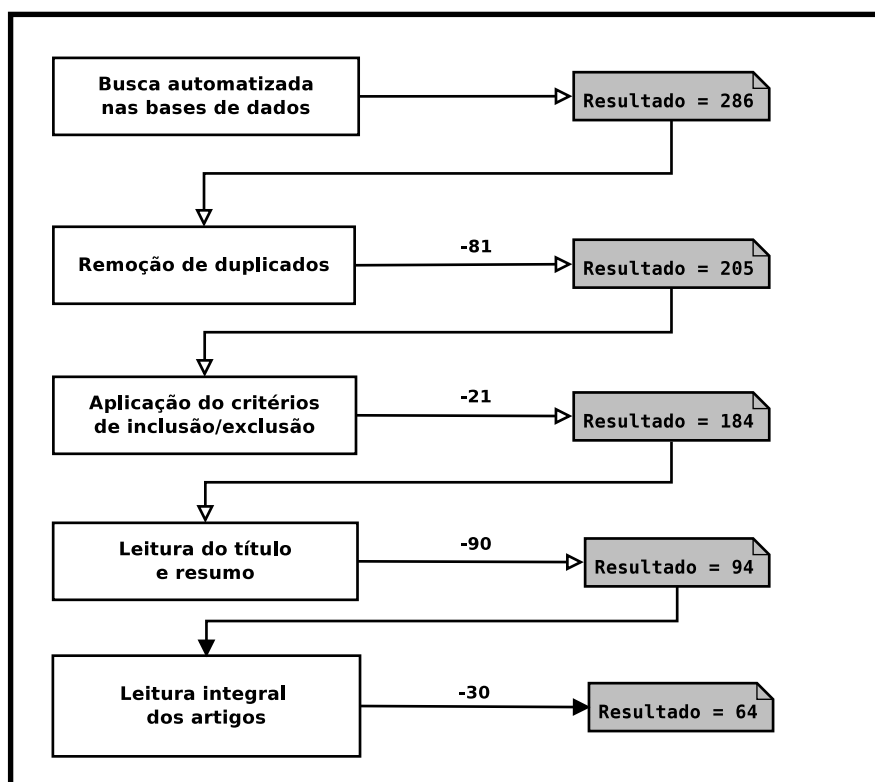 Busca automatizada
nas bases de dados
Resultado = 286
Remoção de duplicados
-81
Resultado = 205
Aplicação do critérios
de inclusão/exclusão
-21
Resultado = 184
Leitura do título
e resumo
-90
Resultado = 94
Leitura integral
dos artigos
-30
Resultado = 64